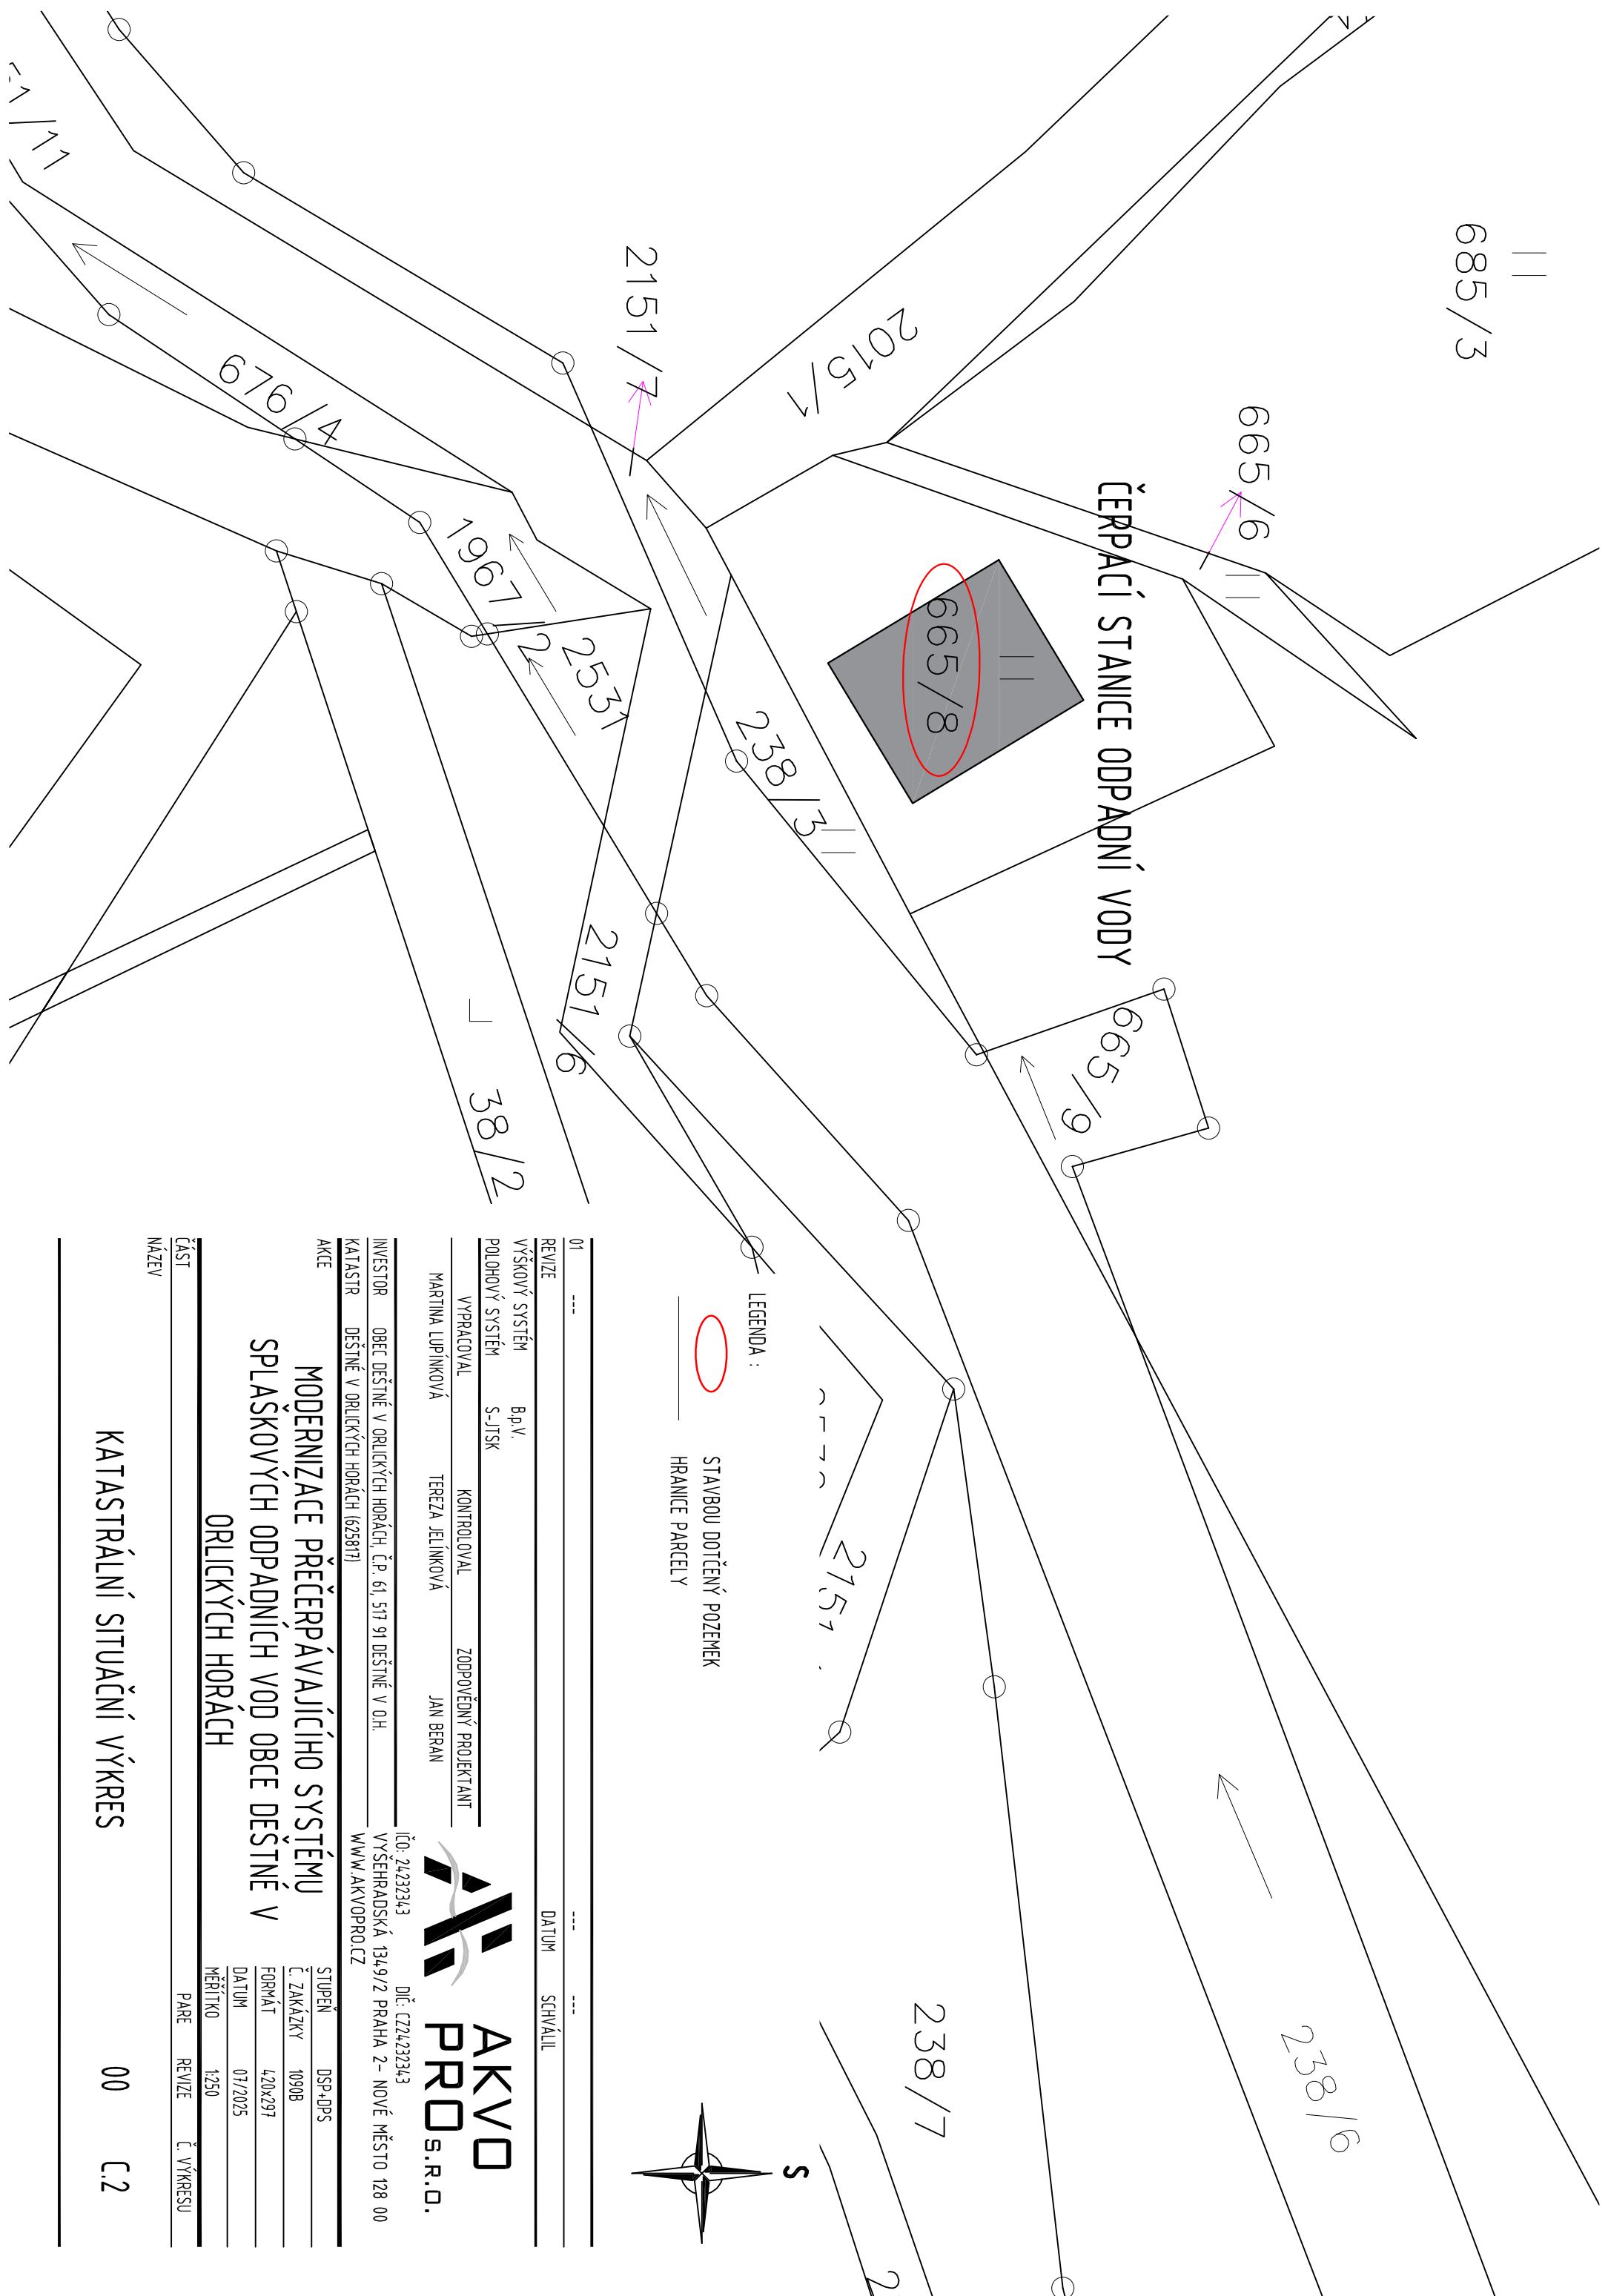 685/3
665/6
2015/1
2151/7
ČERPACÍ STANICE ODPADNÍ VODY
665/8
676/4
1967
2
2531
238/3
665/9
2151
6
38/2
238/6
238/7
LEGENDA :
STAVBOU DOTČENÝ POZEMEK
HRANICE PARCELY
S
01 --- --- ---
REVIZE DATUM SCHVÁLIL
VÝŠKOVÝ SYSTÉM B.p.V.
POLOHOVÝ SYSTÉM S-JTSK
VYPRACOVAL KONTROLOVAL ZODPOVĚDNÝ PROJEKTANT
MARTINA LUPÍNKOVÁ TEREZA JELÍNKOVÁ JAN BERAN
AKVO
PRO s.r.o.
IČO: 24232343 DIČ: CZ24232343
VYŠEHRADSKÁ 1349/2 PRAHA 2- NOVÉ MĚSTO 128 00
WWW.AKVOPRO.CZ
INVESTOR OBEC DEŠTNÉ V ORLICKÝCH HORÁCH, Č.P. 61, 517 91 DEŠTNÉ V O.H.
KATASTR DEŠTNÉ V ORLICKÝCH HORÁCH (625817)
AKCE
MODERNIZACE PŘEČERPÁVAJÍCÍHO SYSTÉMU
SPLAŠKOVÝCH ODPADNÍCH VOD OBCE DEŠTNÉ V
ORLICKÝCH HORÁCH
STUPEŇ DSP+DPS
Č. ZAKÁZKY 1090B
FORMÁT 420x297
DATUM 07/2025
MĚŘÍTKO 1:250
ČÁST PARE REVIZE Č. VÝKRESU
NÁZEV
KATASTRÁLNÍ SITUAČNÍ VÝKRES 00 C.2